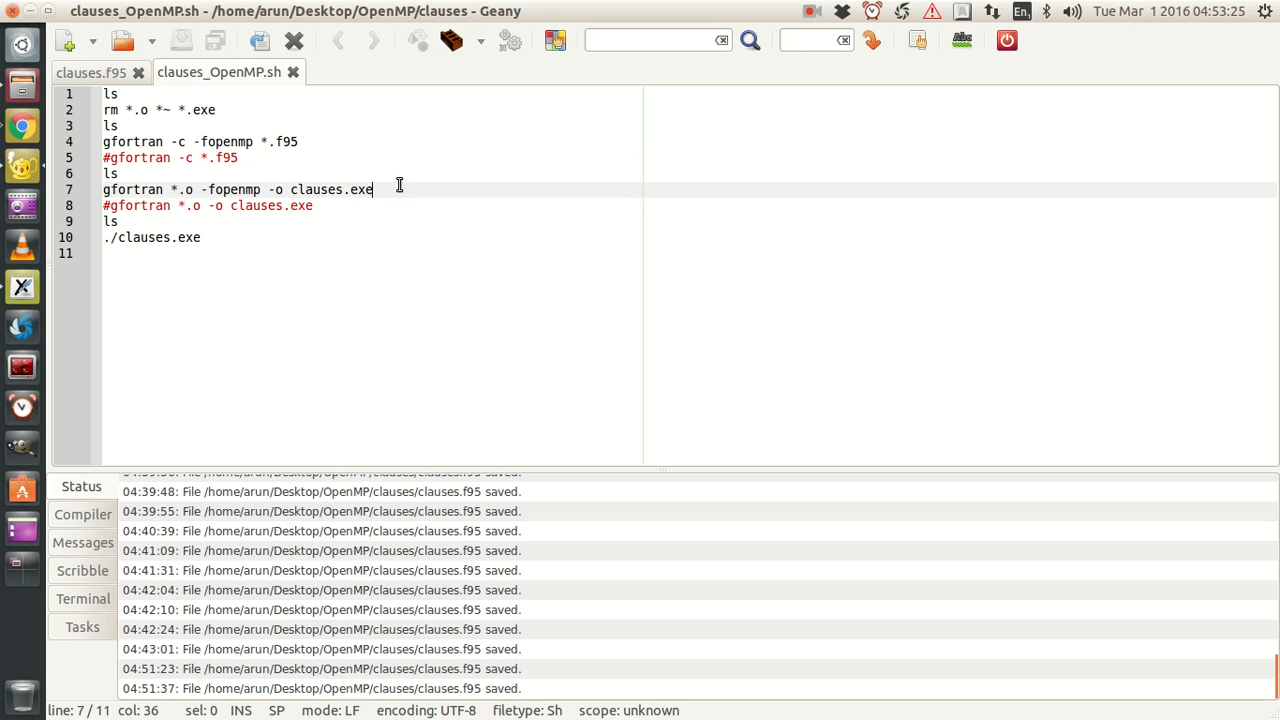 clauses_OpenMP.sh - /home/arun/Desktop/OpenMP/clauses - Geany
En1
Tue Mar 1 2016 04:53:25
Abc
clauses.f95
clauses_OpenMP.sh
1 ls
2 rm *.o *~ *.exe
3 ls
4 gfortran -c -fopenmp *.f95
5 #gfortran -c *.f95
6 ls
7 gfortran *.o -fopenmp -o clauses.exe
8 #gfortran *.o -o clauses.exe
9 ls
10 ./clauses.exe
11
Status
Compiler
Messages
Scribble
Terminal
Tasks
04:39:48: File /home/arun/Desktop/OpenMP/clauses/clauses.f95 saved.
04:39:55: File /home/arun/Desktop/OpenMP/clauses/clauses.f95 saved.
04:40:39: File /home/arun/Desktop/OpenMP/clauses/clauses.f95 saved.
04:41:09: File /home/arun/Desktop/OpenMP/clauses/clauses.f95 saved.
04:41:31: File /home/arun/Desktop/OpenMP/clauses/clauses.f95 saved.
04:42:04: File /home/arun/Desktop/OpenMP/clauses/clauses.f95 saved.
04:42:10: File /home/arun/Desktop/OpenMP/clauses/clauses.f95 saved.
04:42:24: File /home/arun/Desktop/OpenMP/clauses/clauses.f95 saved.
04:43:01: File /home/arun/Desktop/OpenMP/clauses/clauses.f95 saved.
04:51:23: File /home/arun/Desktop/OpenMP/clauses/clauses.f95 saved.
04:51:37: File /home/arun/Desktop/OpenMP/clauses/clauses.f95 saved.
line: 7 / 11 col: 36 sel: 0 INS SP mode: LF encoding: UTF-8 filetype: Sh scope: unknown